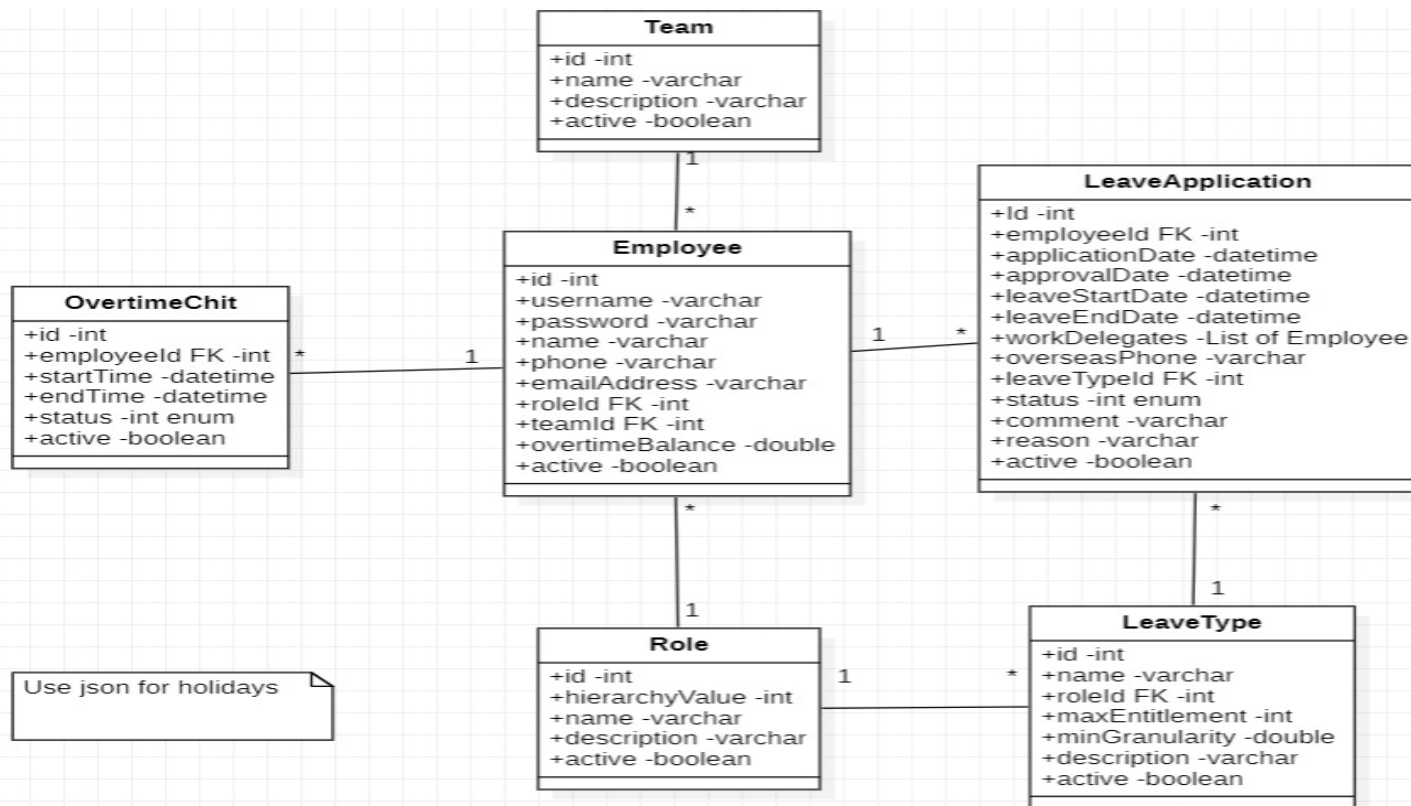 Team
+id -int
+name -varchar
+description -varchar
+active -boolean
1
*
Employee
+id -int
+username -varchar
+password -varchar
+name -varchar
+phone -varchar
+emailAddress -varchar
+roleId FK -int
+teamId FK -int
+overtimeBalance -double
+active -boolean
LeaveApplication
+Id -int
+employeeId FK -int
+applicationDate -datetime
+approvalDate -datetime
+leaveStartDate -datetime
+leaveEndDate -datetime
+workDelegates -List of Employee
+overseasPhone -varchar
+leaveTypeId FK -int
+status -int enum
+comment -varchar
+reason -varchar
+active -boolean
OvertimeChit
+id -int
+employeeId FK -int
+startTime -datetime
+endTime -datetime
+status -int enum
+active -boolean
*
1
1
*
*
1
*
1
Role
+id -int
+hierarchyValue -int
+name -varchar
+description -varchar
+active -boolean
1
*
LeaveType
+id -int
+name -varchar
+roleId FK -int
+maxEntitlement -int
+minGranularity -double
+description -varchar
+active -boolean
Use json for holidays